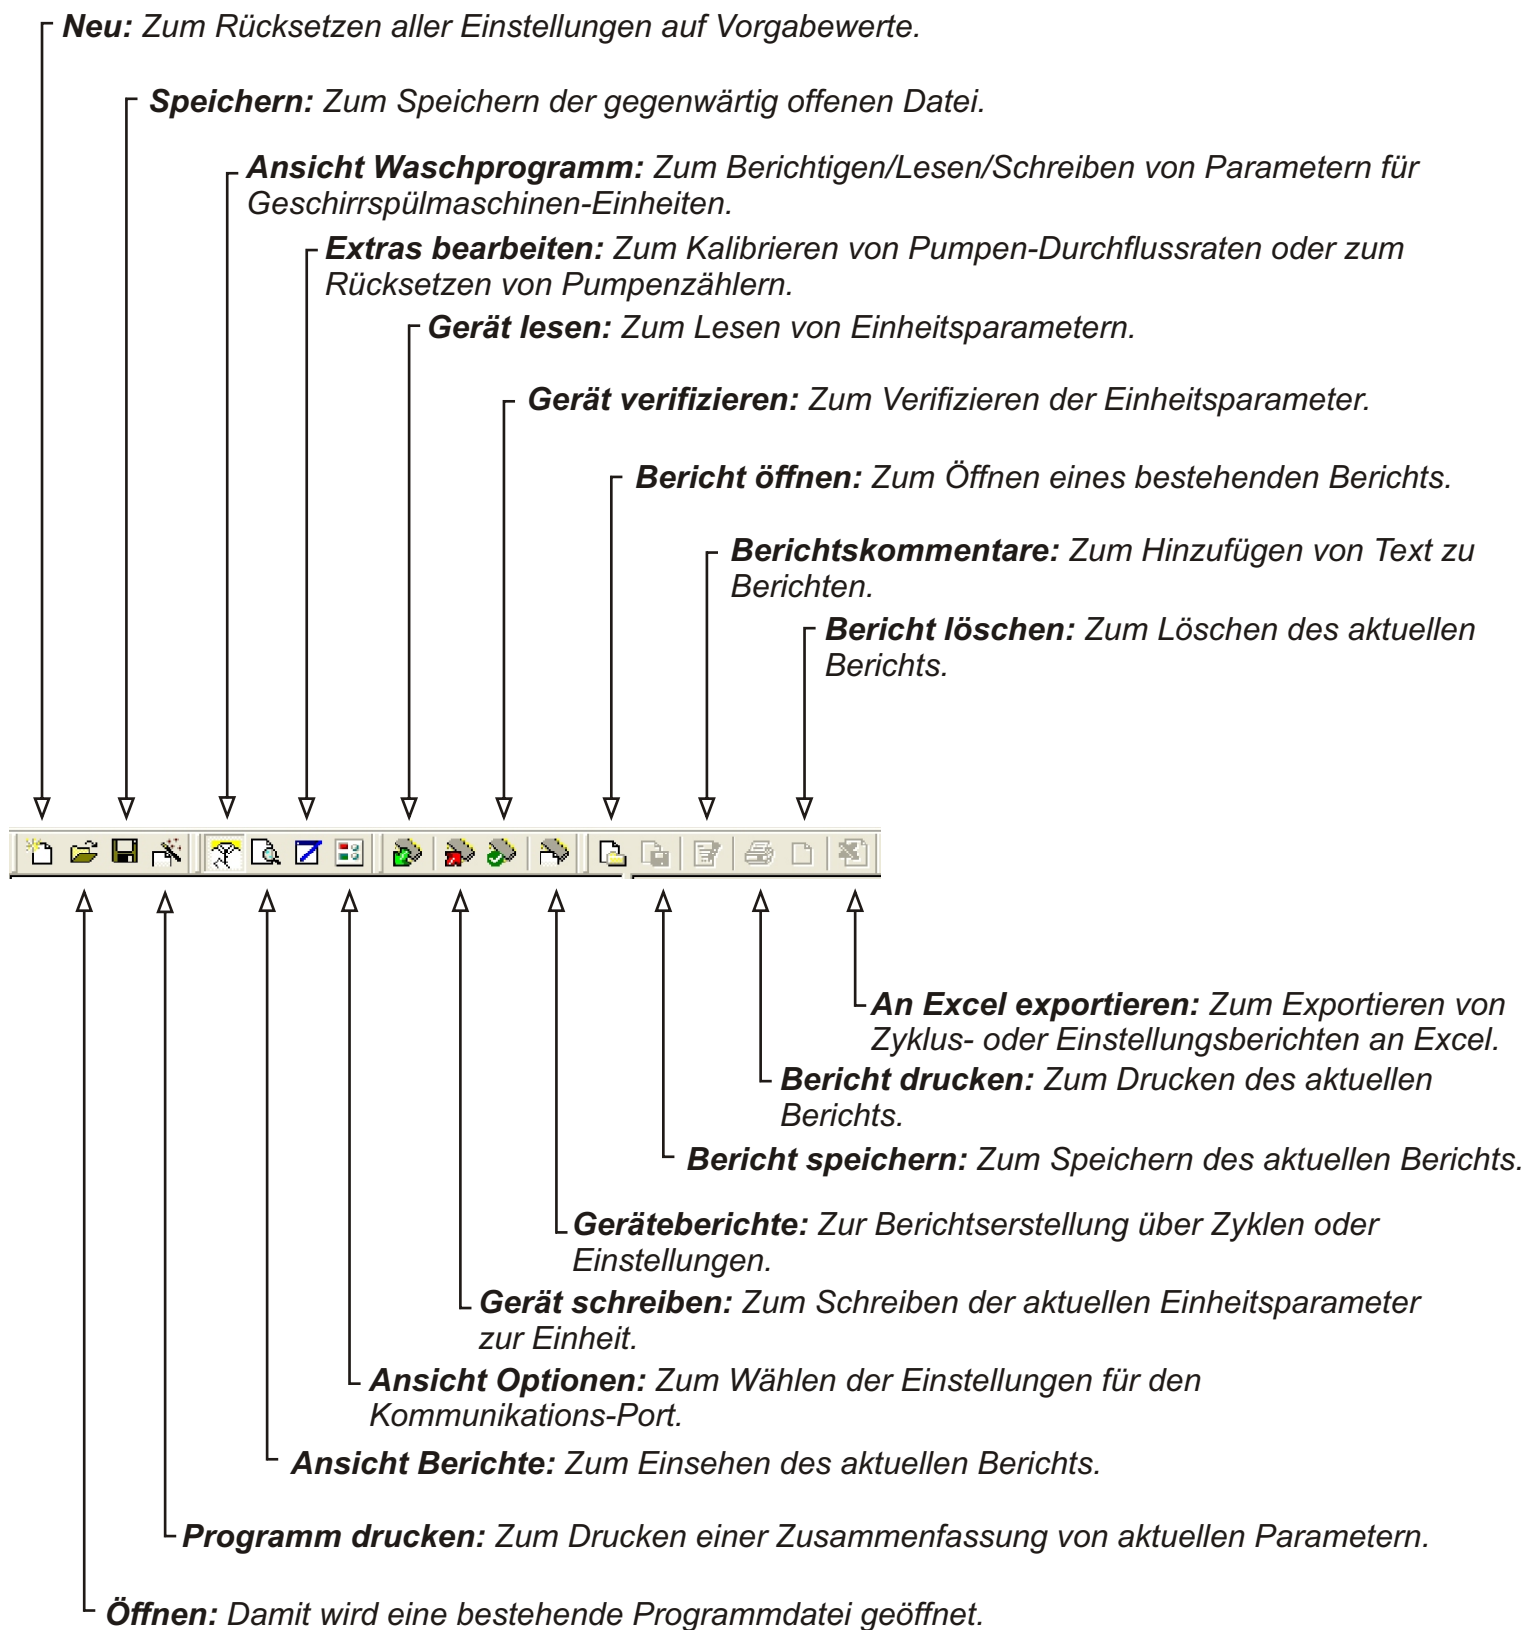 Neu: Zum Rücksetzen aller Einstellungen auf Vorgabewerte.
Speichern: Zum Speichern der gegenwärtig offenen Datei.
Ansicht Waschprogramm: Zum Berichtigen/Lesen/Schreiben von Parametern für
Geschirrspülmaschinen-Einheiten.
Extras bearbeiten: Zum Kalibrieren von Pumpen-Durchflussraten oder zum
Rücksetzen von Pumpenzählern.
Gerät lesen: Zum Lesen von Einheitsparametern.
Gerät verifizieren: Zum Verifizieren der Einheitsparameter.
Bericht öffnen: Zum Öffnen eines bestehenden Berichts.
Berichtskommentare: Zum Hinzufügen von Text zu
Berichten.
Bericht löschen: Zum Löschen des aktuellen
Berichts.
An Excel exportieren: Zum Exportieren von
Zyklus- oder Einstellungsberichten an Excel.
Bericht drucken: Zum Drucken des aktuellen
Berichts.
Bericht speichern: Zum Speichern des aktuellen Berichts.
Geräteberichte: Zur Berichtserstellung über Zyklen oder
Einstellungen.
Gerät schreiben: Zum Schreiben der aktuellen Einheitsparameter
zur Einheit.
Ansicht Optionen: Zum Wählen der Einstellungen für den
Kommunikations-Port.
Ansicht Berichte: Zum Einsehen des aktuellen Berichts.
Programm drucken: Zum Drucken einer Zusammenfassung von aktuellen Parametern.
Öffnen: Damit wird eine bestehende Programmdatei geöffnet.